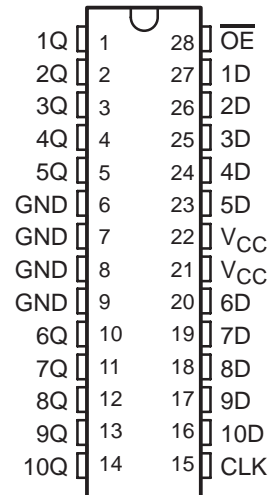 1Q 1 28 OE
2Q 2 27 1D
3Q 3 26 2D
4Q 4 25 3D
5Q 5 24 4D
GND 6 23 5D
GND 7 22 VCC
GND 8 21 VCC
GND 9 20 6D
6Q 10 19 7D
7Q 11 18 8D
8Q 12 17 9D
9Q 13 16 10D
10Q 14 15 CLK